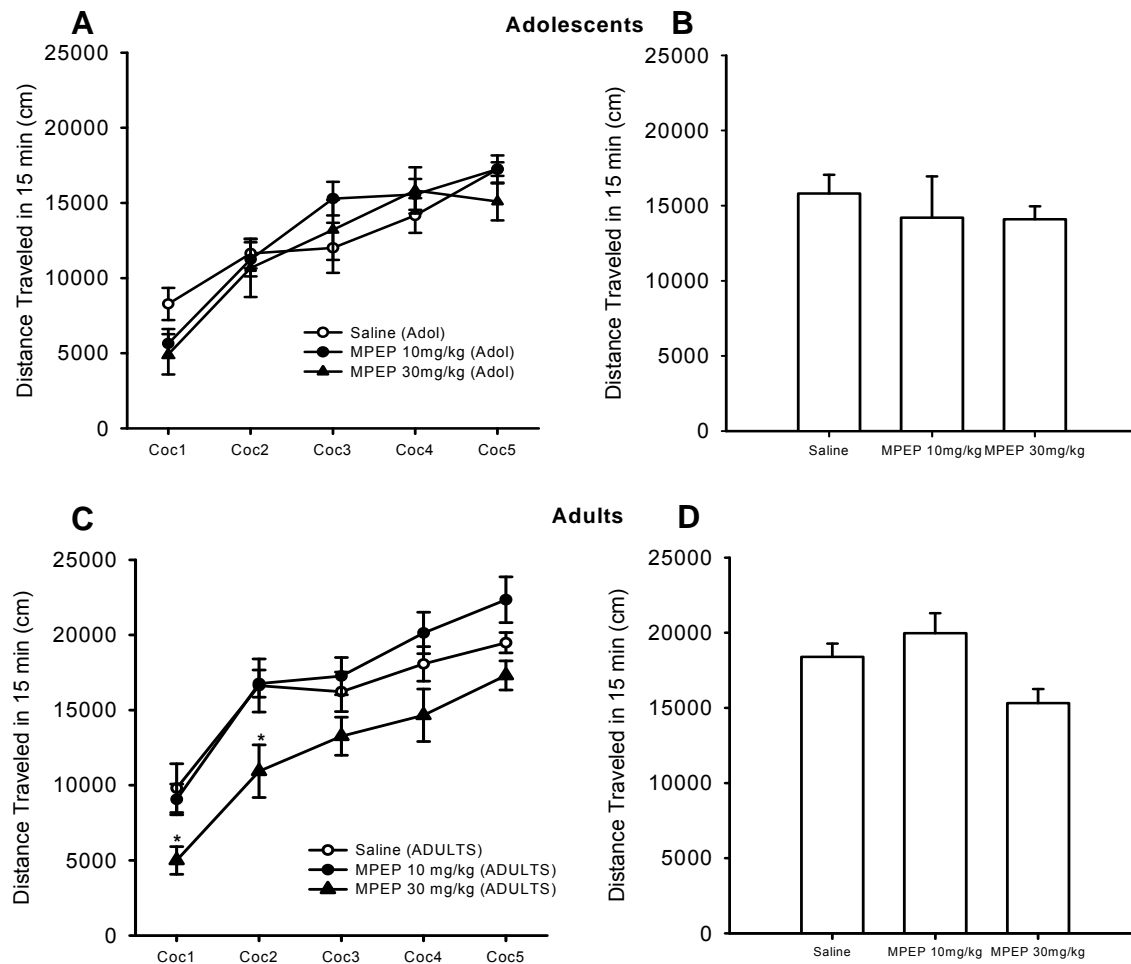 A
Adolescents
B
Distance Traveled in 15 min (cm)
25000
20000
15000
10000
5000
0
Saline (Adol)
MPEP 10mg/kg (Adol)
MPEP 30mg/kg (Adol)
Coc1 Coc2 Coc3 Coc4 Coc5
Distance Traveled in 15 min (cm)
25000
20000
15000
10000
5000
0
Saline MPEP 10mg/kg MPEP 30mg/kg
C
Adults
D
Distance Traveled in 15 min (cm)
25000
20000
15000
10000
5000
0
*
*
Saline (ADULTS)
MPEP 10 mg/kg (ADULTS)
MPEP 30 mg/kg (ADULTS)
Coc1 Coc2 Coc3 Coc4 Coc5
Distance Traveled in 15 min (cm)
25000
20000
15000
10000
5000
0
Saline MPEP 10mg/kg MPEP 30mg/kg